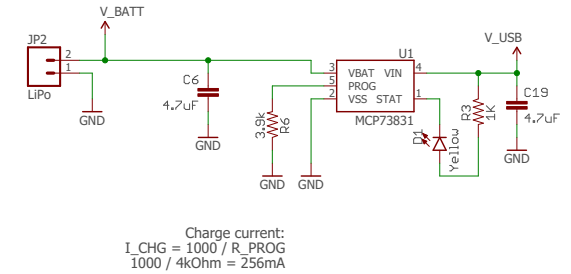 V_BATT
JP2
2
1
LiPo
GND
C6
4.7uF
GND
3.9k
R6
GND
GND
U1
3 VBAT VIN 4
5 PROG
2 VSS STAT 1
MCP73831
V_USB
D1
Yellow
R3
1K
C19
4.7uF
GND
Charge current:
I_CHG = 1000 / R_PROG
1000 / 4kOhm = 256mA